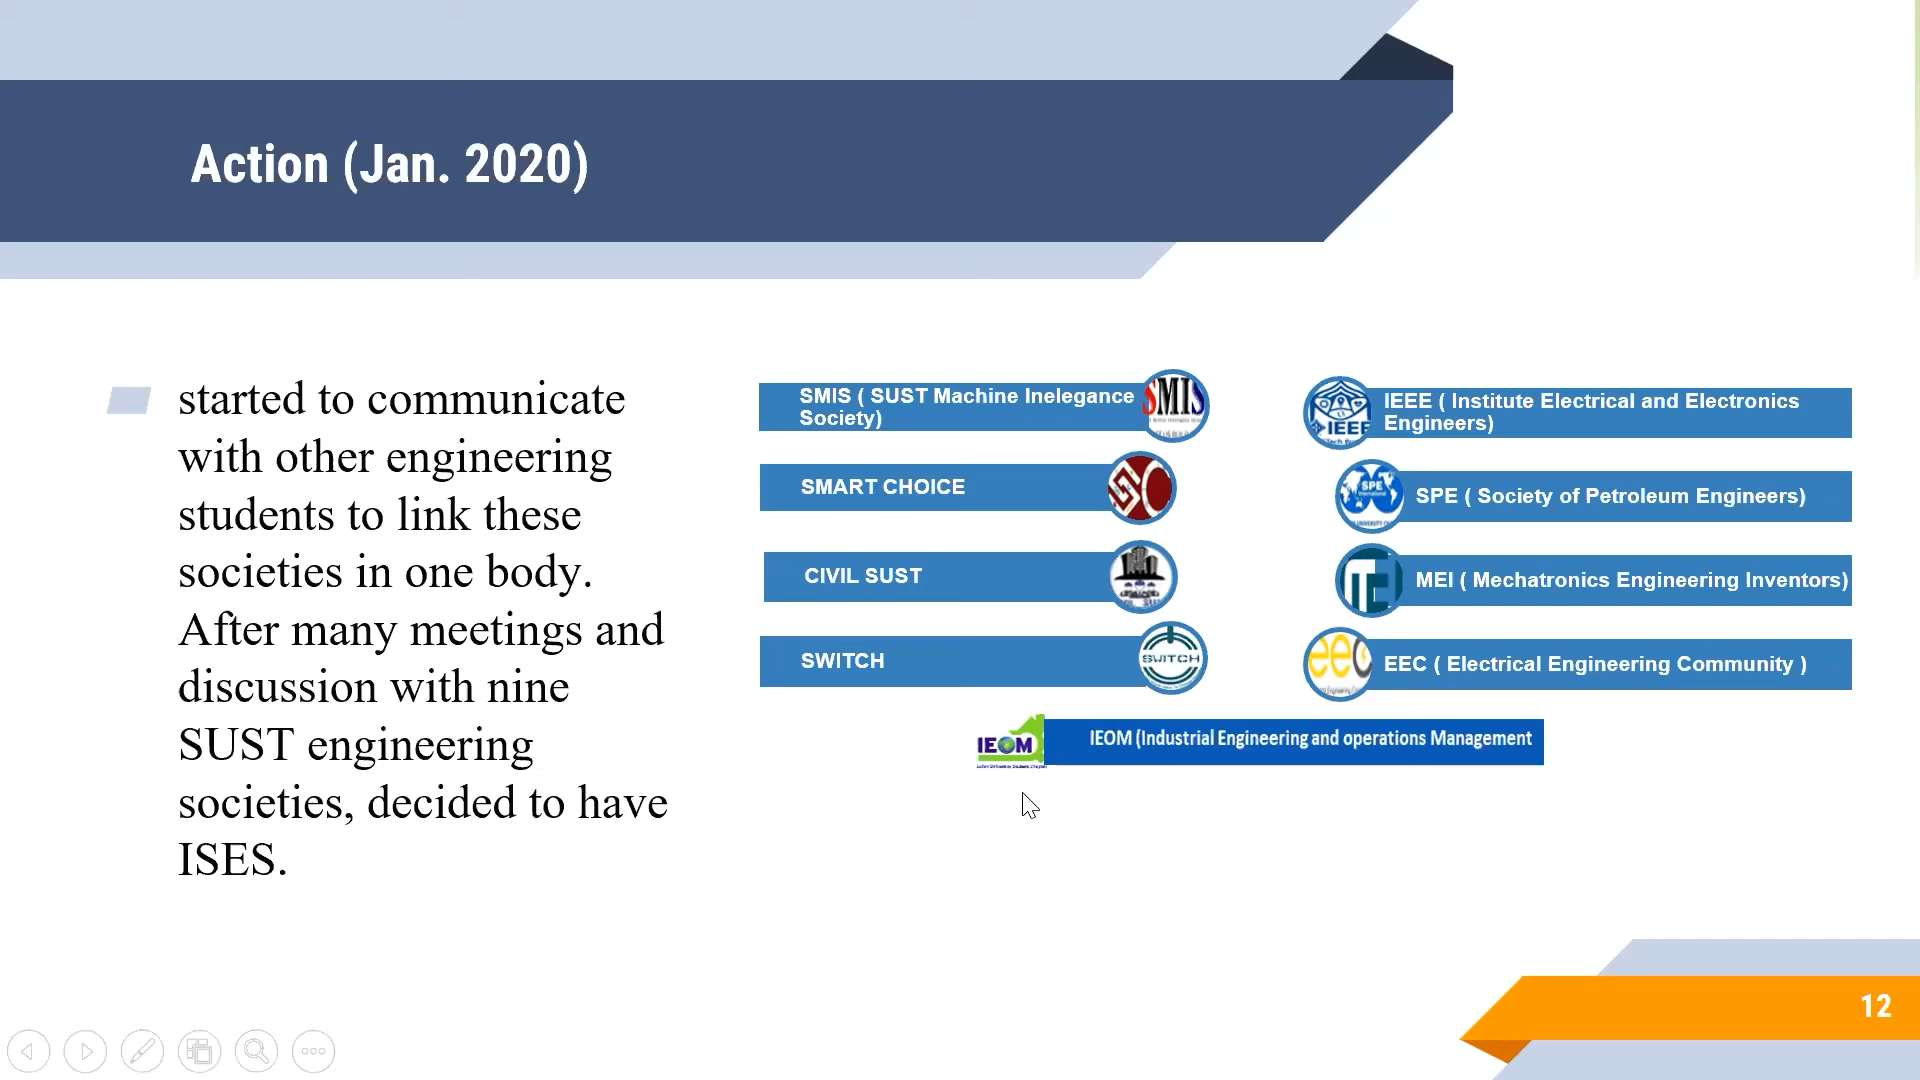 Action (Jan. 2020)
started to communicate
with other engineering
students to link these
societies in one body.
After many meetings and
discussion with nine
SUST engineering
societies, decided to have
ISES.
SMIS ( SUST Machine Inelegance
Society)
SMIS
SMART CHOICE
CIVIL SUST
SWITCH
SWITCH
IEEE
IEEE ( Institute Electrical and Electronics
Engineers)
SPE
SPE ( Society of Petroleum Engineers)
MEI ( Mechatronics Engineering Inventors)
eec
EEC ( Electrical Engineering Community )
IEOM
IEOM (Industrial Engineering and operations Management
12